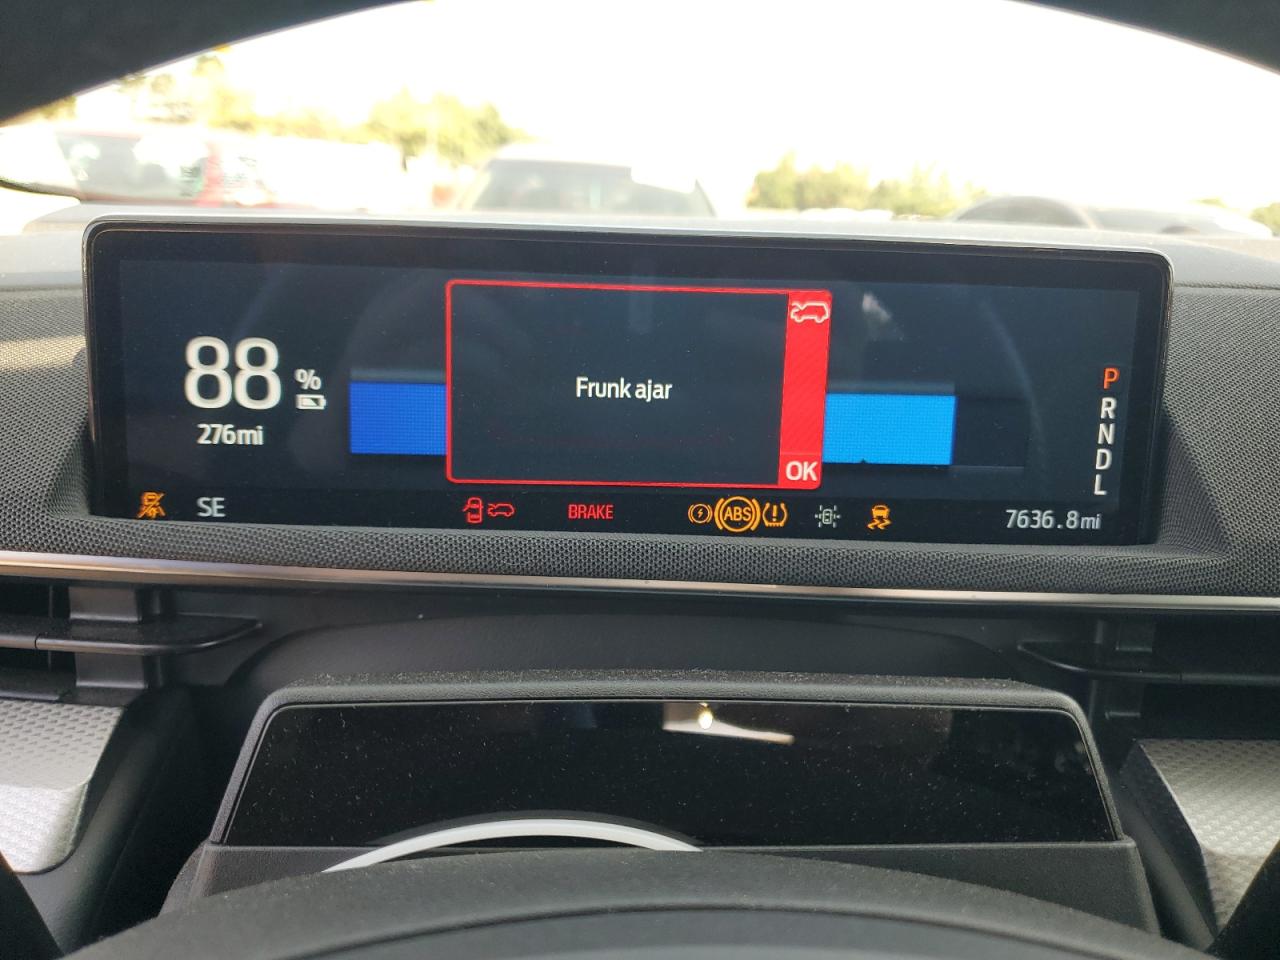 88 %
276mi
Frunk ajar
OK
P
R
N
D
L
SE
BRAKE
ABS
7636.8mi